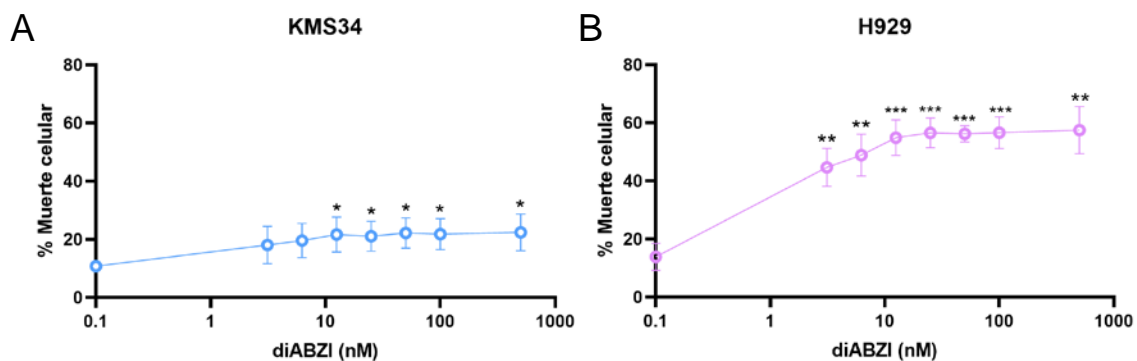 A
KMS34
% Muerte celular
80
60
40
20
0
* * * * *
0.1 1 10 100 1000
diABZI (nM)
B
H929
% Muerte celular
80
60
40
20
0
** ** *** *** *** *** **
0.1 1 10 100 1000
diABZI (nM)